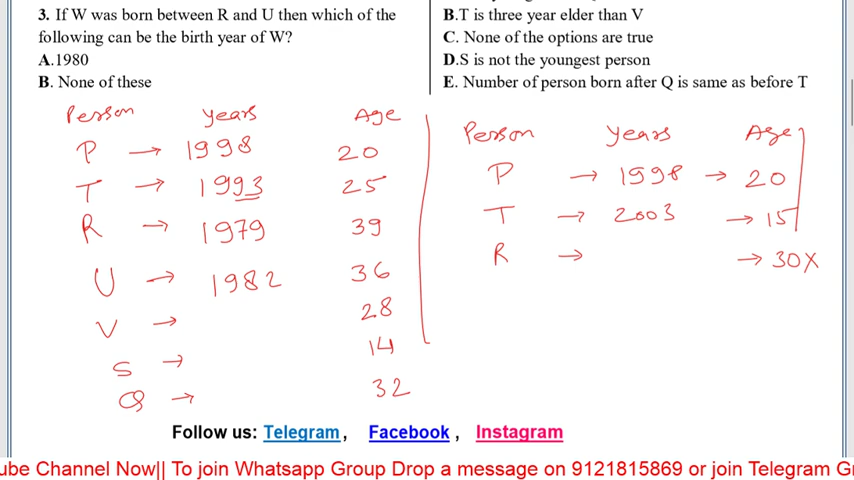 3. If W was born between R and U then which of the
following can be the birth year of W?
A.1980
B. None of these
B.T is three year elder than V
C. None of the options are true
D.S is not the youngest person
E. Number of person born after Q is same as before T
Person years Age
P → 1998 20
T → 1993 25
R → 1979 39
U → 1982 36
V → 28
S → 14
Q → 32
Person years Age
P → 1998 → 20
T → 2003 → 15
R → → 30X
Follow us: Telegram, Facebook , Instagram
ube Channel Now|| To join Whatsapp Group Drop a message on 9121815869 or join Telegram G